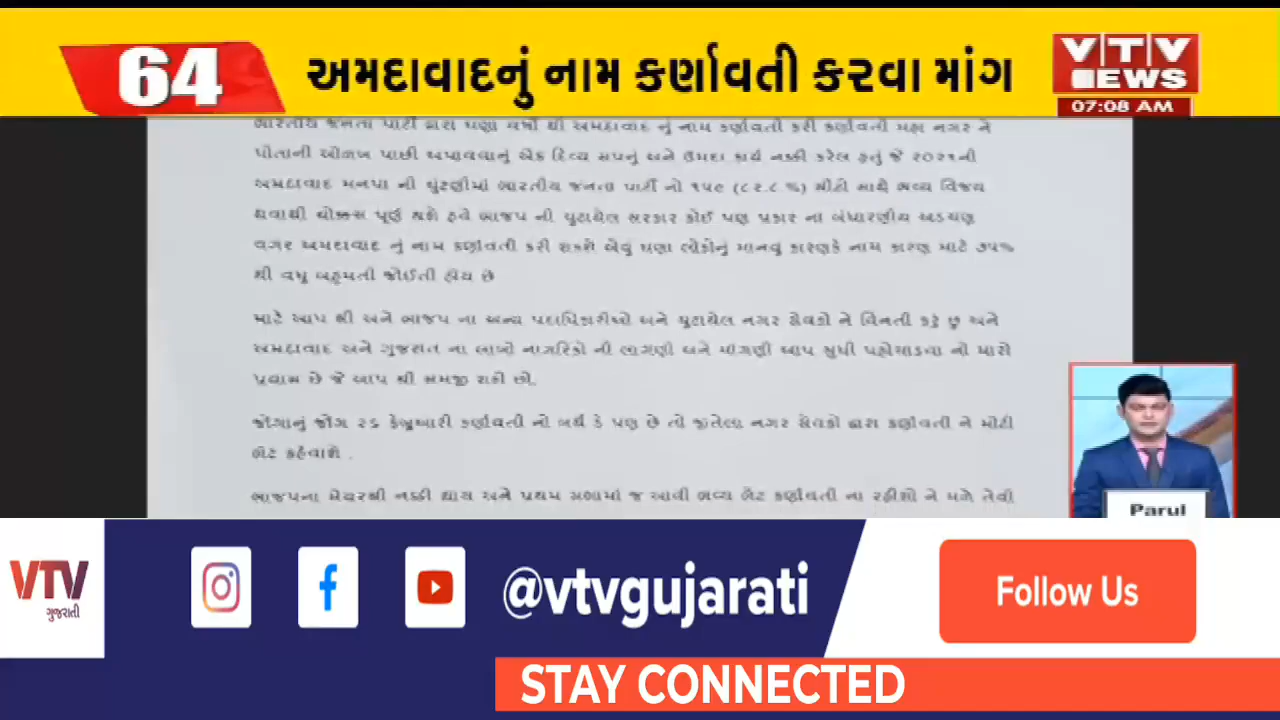 64
અમદાવાદનું નામ કર્ણાવતી કરવા માંગ
VTV
NEWS
07:08 AM
ભારતીય જનતા પાર્ટી દ્વારા ઘણા વર્ષો થી અમદાવાદ નું નામ કર્ણાવતી કરી કર્ણાવતી મહા નગર ને
પોતાની ઓળખ પાછી અપાવવાનું એક દિવ્ય સપનું અને ઉમદા કાર્ય નક્કી કરેલ હતું જે ૨૦૨૧ની
અમદાવાદ મનપા ની ચુંટણીમાં ભારતીય જનતા પાર્ટી નો ૧૫૯ (૮૨.૮ %) સીટો સાથે ભવ્ય વિજય
થવાથી ચોક્કસ પૂર્ણ થશે હવે ભાજપ ની ચુટાયેલ સરકાર કોઈ પણ પ્રકાર ના બંધારણીય અડચણ
વગર અમદાવાદ નું નામ કર્ણાવતી કરી શકશે એવું ઘણા લોકોનું માનવું કારણકે નામ કારણ માટે ૭૫%
થી વધુ બહુમતી જોઈતી હોય છે
માટે આપ શ્રી અને ભાજપ ના અન્ય પદાધિકારીઓ અને ચુટાયેલ નગર સેવકો ને વિનતી કરું છુ અને
અમદાવાદ અને ગુજરાત ના લાખો નાગરિકો ની લાગણી અને માંગણી આપ સુધી પહોચાડવા નો મારો
પ્રયાસ છે જે આપ શ્રી સમજી શકો છો.
જોગાનું જોગ ૨૬ ફેબ્રુઆરી કર્ણાવતી નો બર્થ ડે પણ છે તો જીતેલા નગર સેવકો દ્વારા કર્ણાવતી ને મોટી
ભેટ કહેવાશે .
ભાજપના મેયરશ્રી નક્કી થાય અને પ્રથમ સભામાં જ આવી ભવ્ય ભેટ કર્ણાવતી ના રહીશો ને મળે તેવી
Parul
VTV
ગુજરાતી
@vtvgujarati
Follow Us
STAY CONNECTED